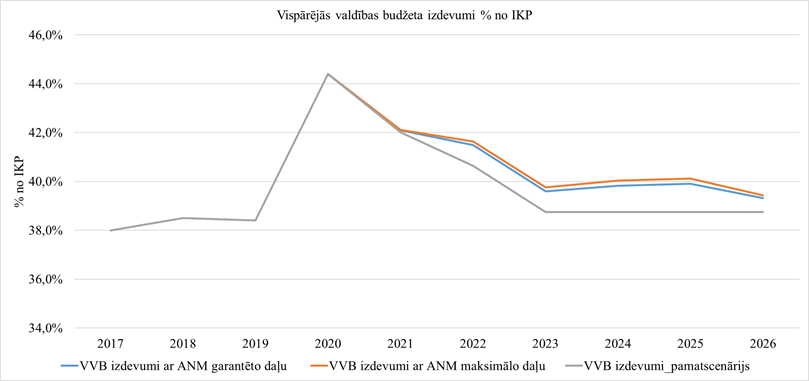 Vispārējās valdības budžeta izdevumi % no IKP
46,0%
44,0%
42,0%
40,0%
38,0%
36,0%
34,0%
% no IKP
2017 2018 2019 2020 2021 2022 2023 2024 2025 2026
VVB izdevumi ar ANM garantēto daļu VVB izdevumi ar ANM maksimālo daļu VVB izdevumi_pamatscenārijs